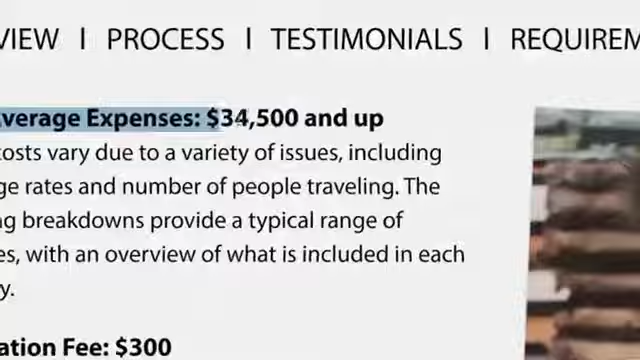 VIEW | PROCESS | TESTIMONIALS | REQUIREM
verage Expenses: $34,500 and up
costs vary due to a variety of issues, including
ge rates and number of people traveling. The
ng breakdowns provide a typical range of
es, with an overview of what is included in each
y.
ation Fee: $300